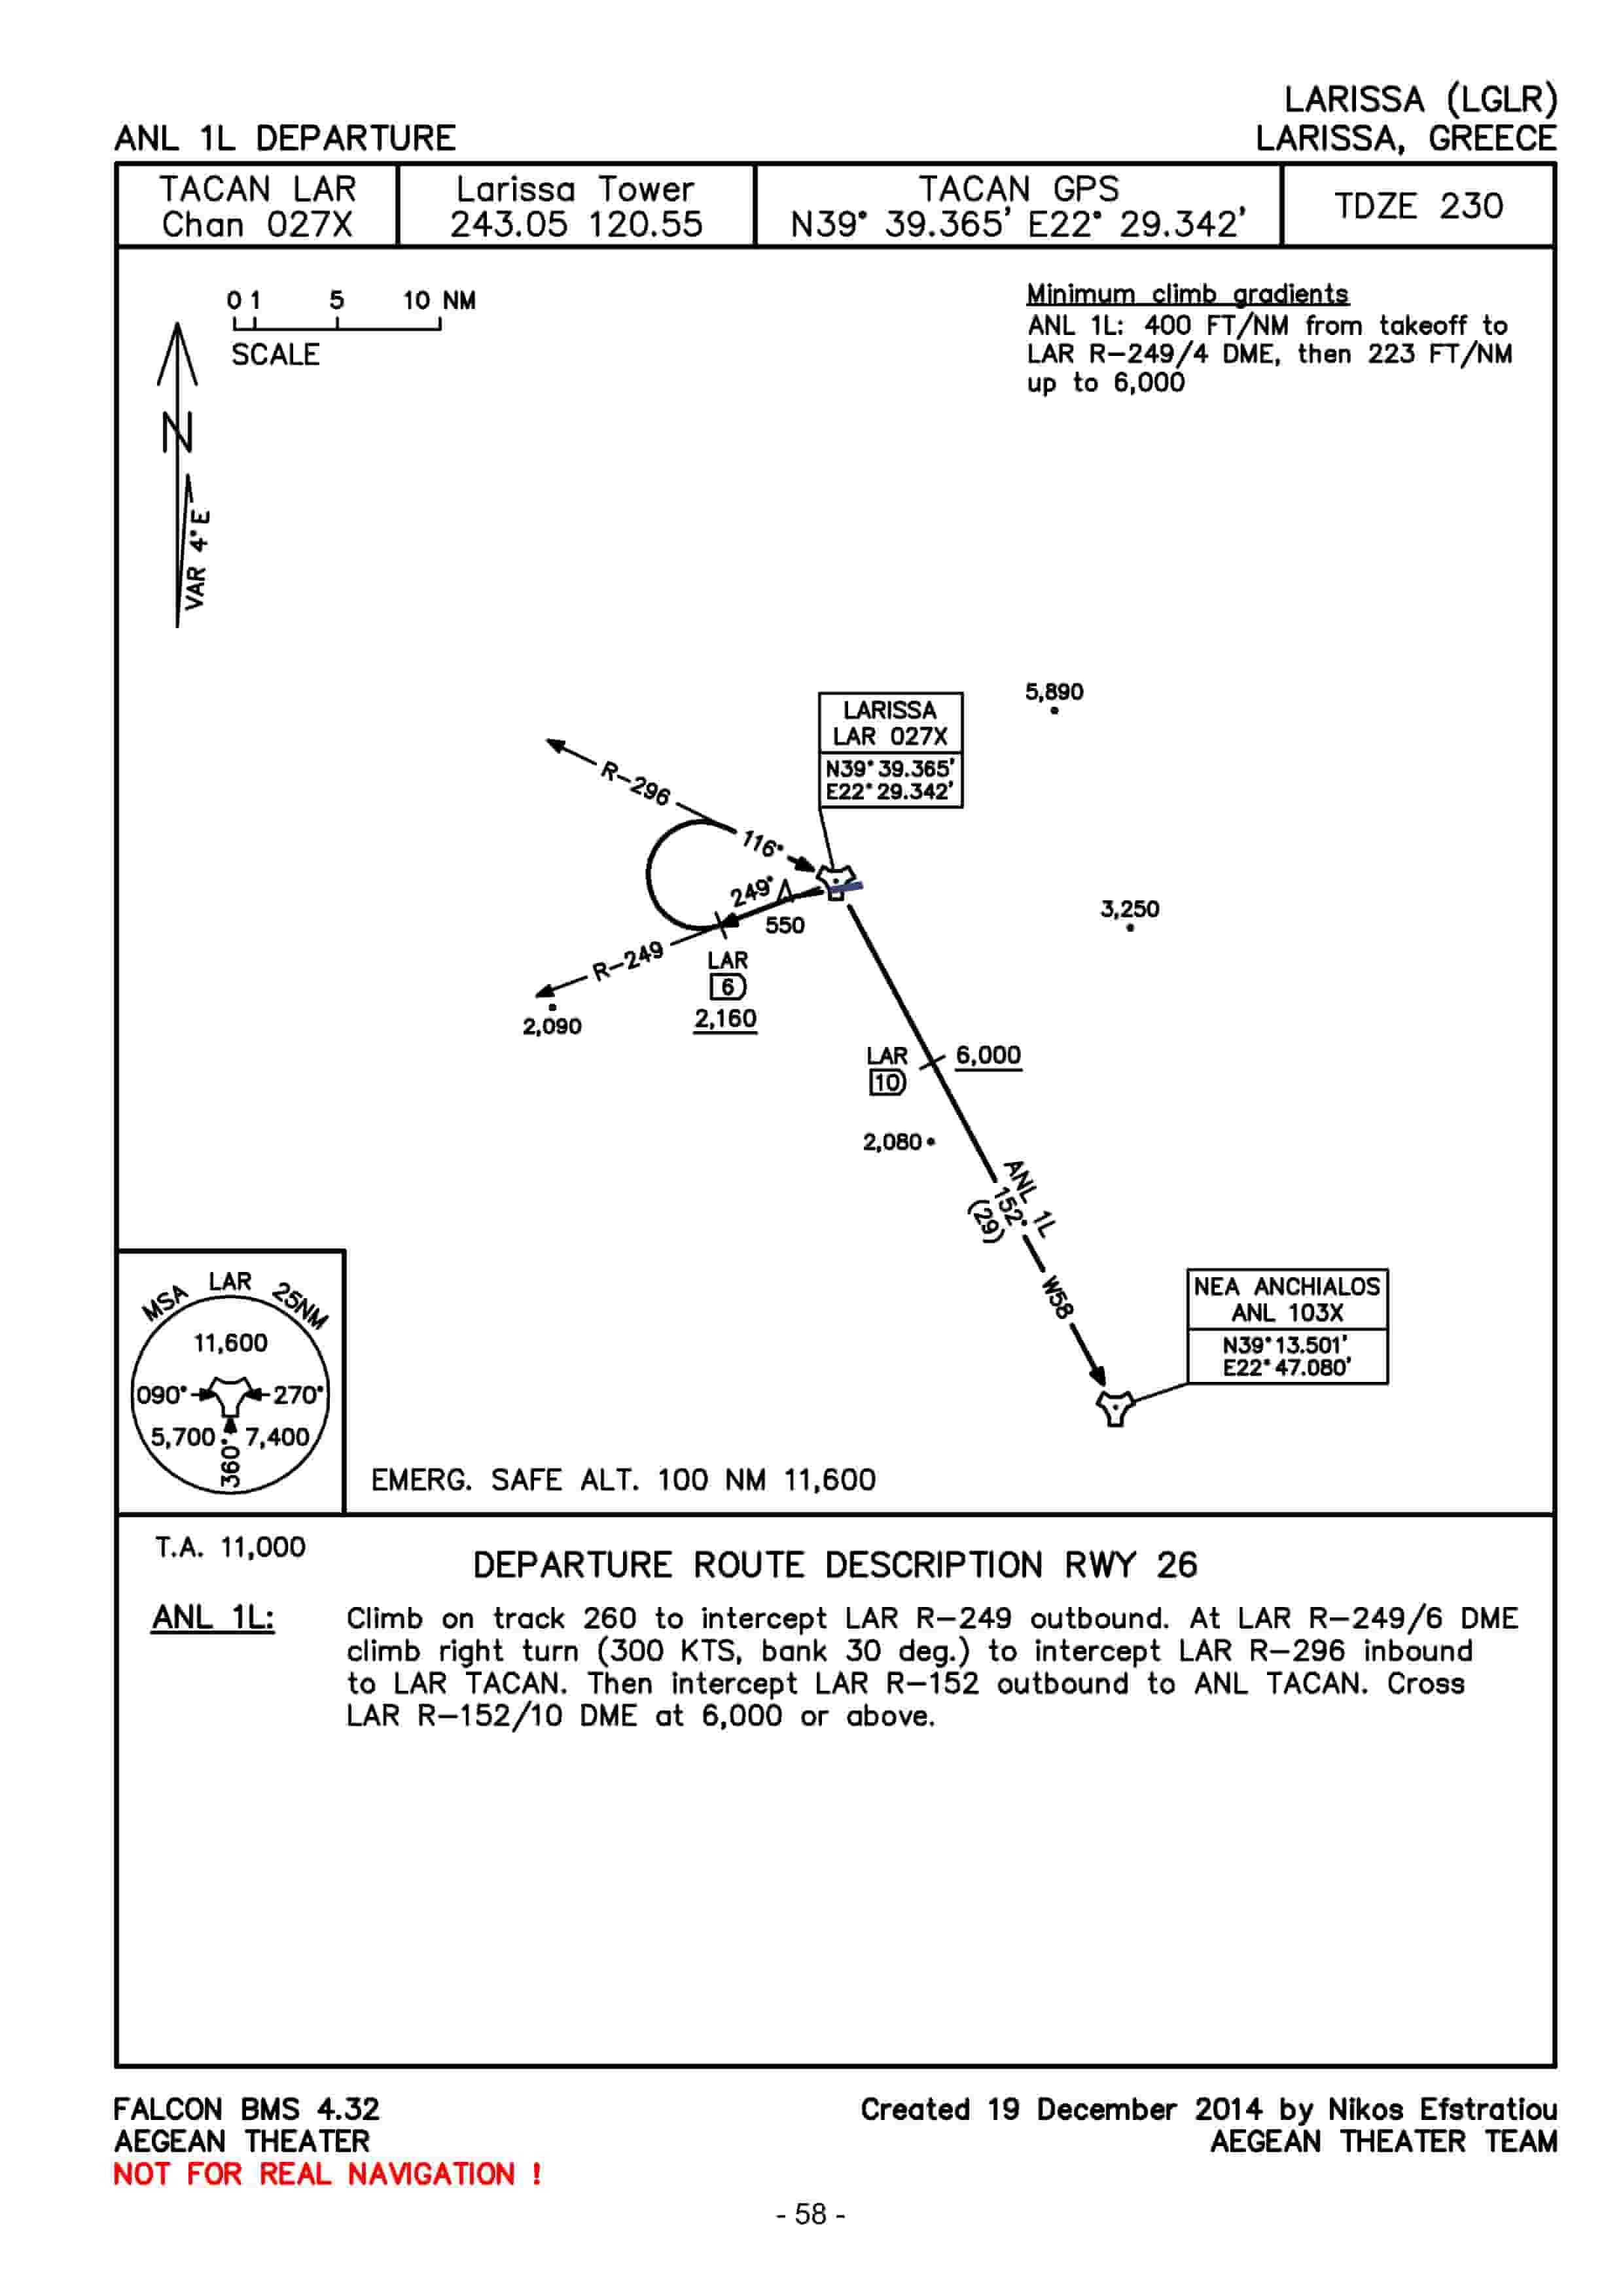 LARISSA (LGLR)
ANL 1L DEPARTURE
LARISSA, GREECE
TACAN LAR
Chan 027X
Larissa Tower
243.05 120.55
TACAN GPS
N39° 39.365' E22° 29.342'
TDZE 230
0 1 5 10 NM
SCALE
Minimum climb gradients
ANL 1L: 400 FT/NM from takeoff to
LAR R-249/4 DME, then 223 FT/NM
up to 6,000
N
VAR 4°E
5,890
LARISSA
LAR 027X
N39° 39.365'
E22° 29.342'
R-296
116°
249°
550
3,250
R-249
LAR
6
2,160
2,090
LAR
10
6,000
2,080
ANL 1L
152°
(29)
W58
NEA ANCHIALOS
ANL 103X
N39° 13.501'
E22° 47.080'
MSA LAR 25NM
11,600
090° 270°
5,700 7,400
360°
EMERG. SAFE ALT. 100 NM 11,600
T.A. 11,000
DEPARTURE ROUTE DESCRIPTION RWY 26
ANL 1L: Climb on track 260 to intercept LAR R-249 outbound. At LAR R-249/6 DME
climb right turn (300 KTS, bank 30 deg.) to intercept LAR R-296 inbound
to LAR TACAN. Then intercept LAR R-152 outbound to ANL TACAN. Cross
LAR R-152/10 DME at 6,000 or above.
FALCON BMS 4.32
AEGEAN THEATER
NOT FOR REAL NAVIGATION !
Created 19 December 2014 by Nikos Efstratiou
AEGEAN THEATER TEAM
- 58 -